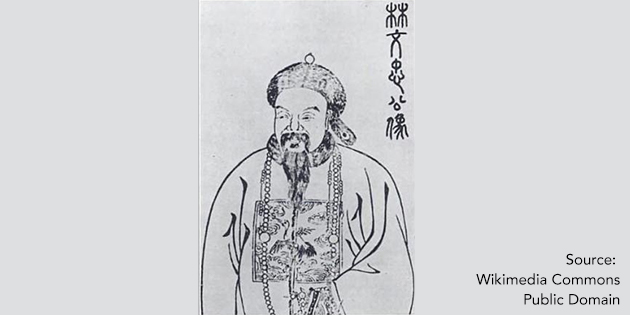 林文忠公像
Source:
Wikimedia Commons
Public Domain